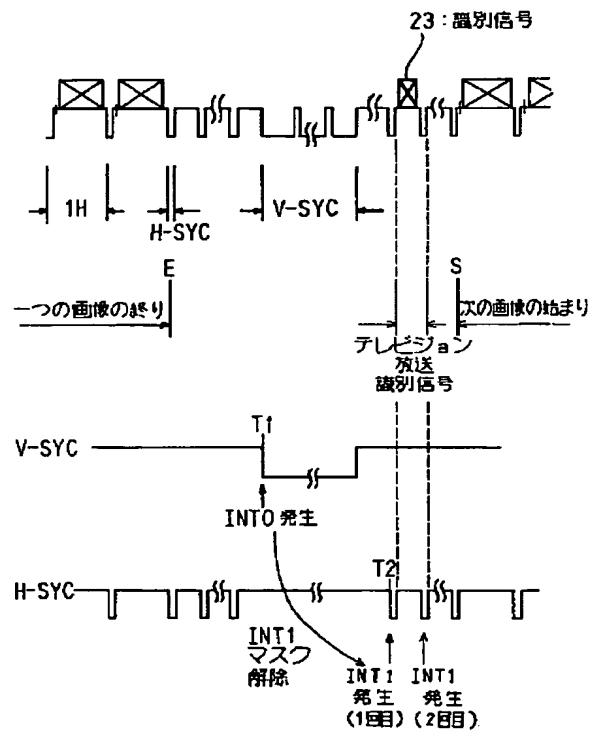 23:識別信号
1H
V-SYC
H-SYC
E
S
一つの画像の終り
次の画像の始まり
テレビジョン
放送
識別信号
T1
V-SYC
INT0 発生
T2
H-SYC
INT1
マスク
解除
INT1
発生
(1回目)
INT1
発生
(2回目)